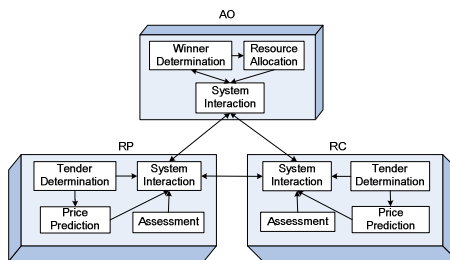 AO
Winner
Determination
Resource
Allocation
System
Interaction
RP
Tender
Determination
System
Interaction
Price
Prediction
Assessment
RC
System
Interaction
Tender
Determination
Assessment
Price
Prediction